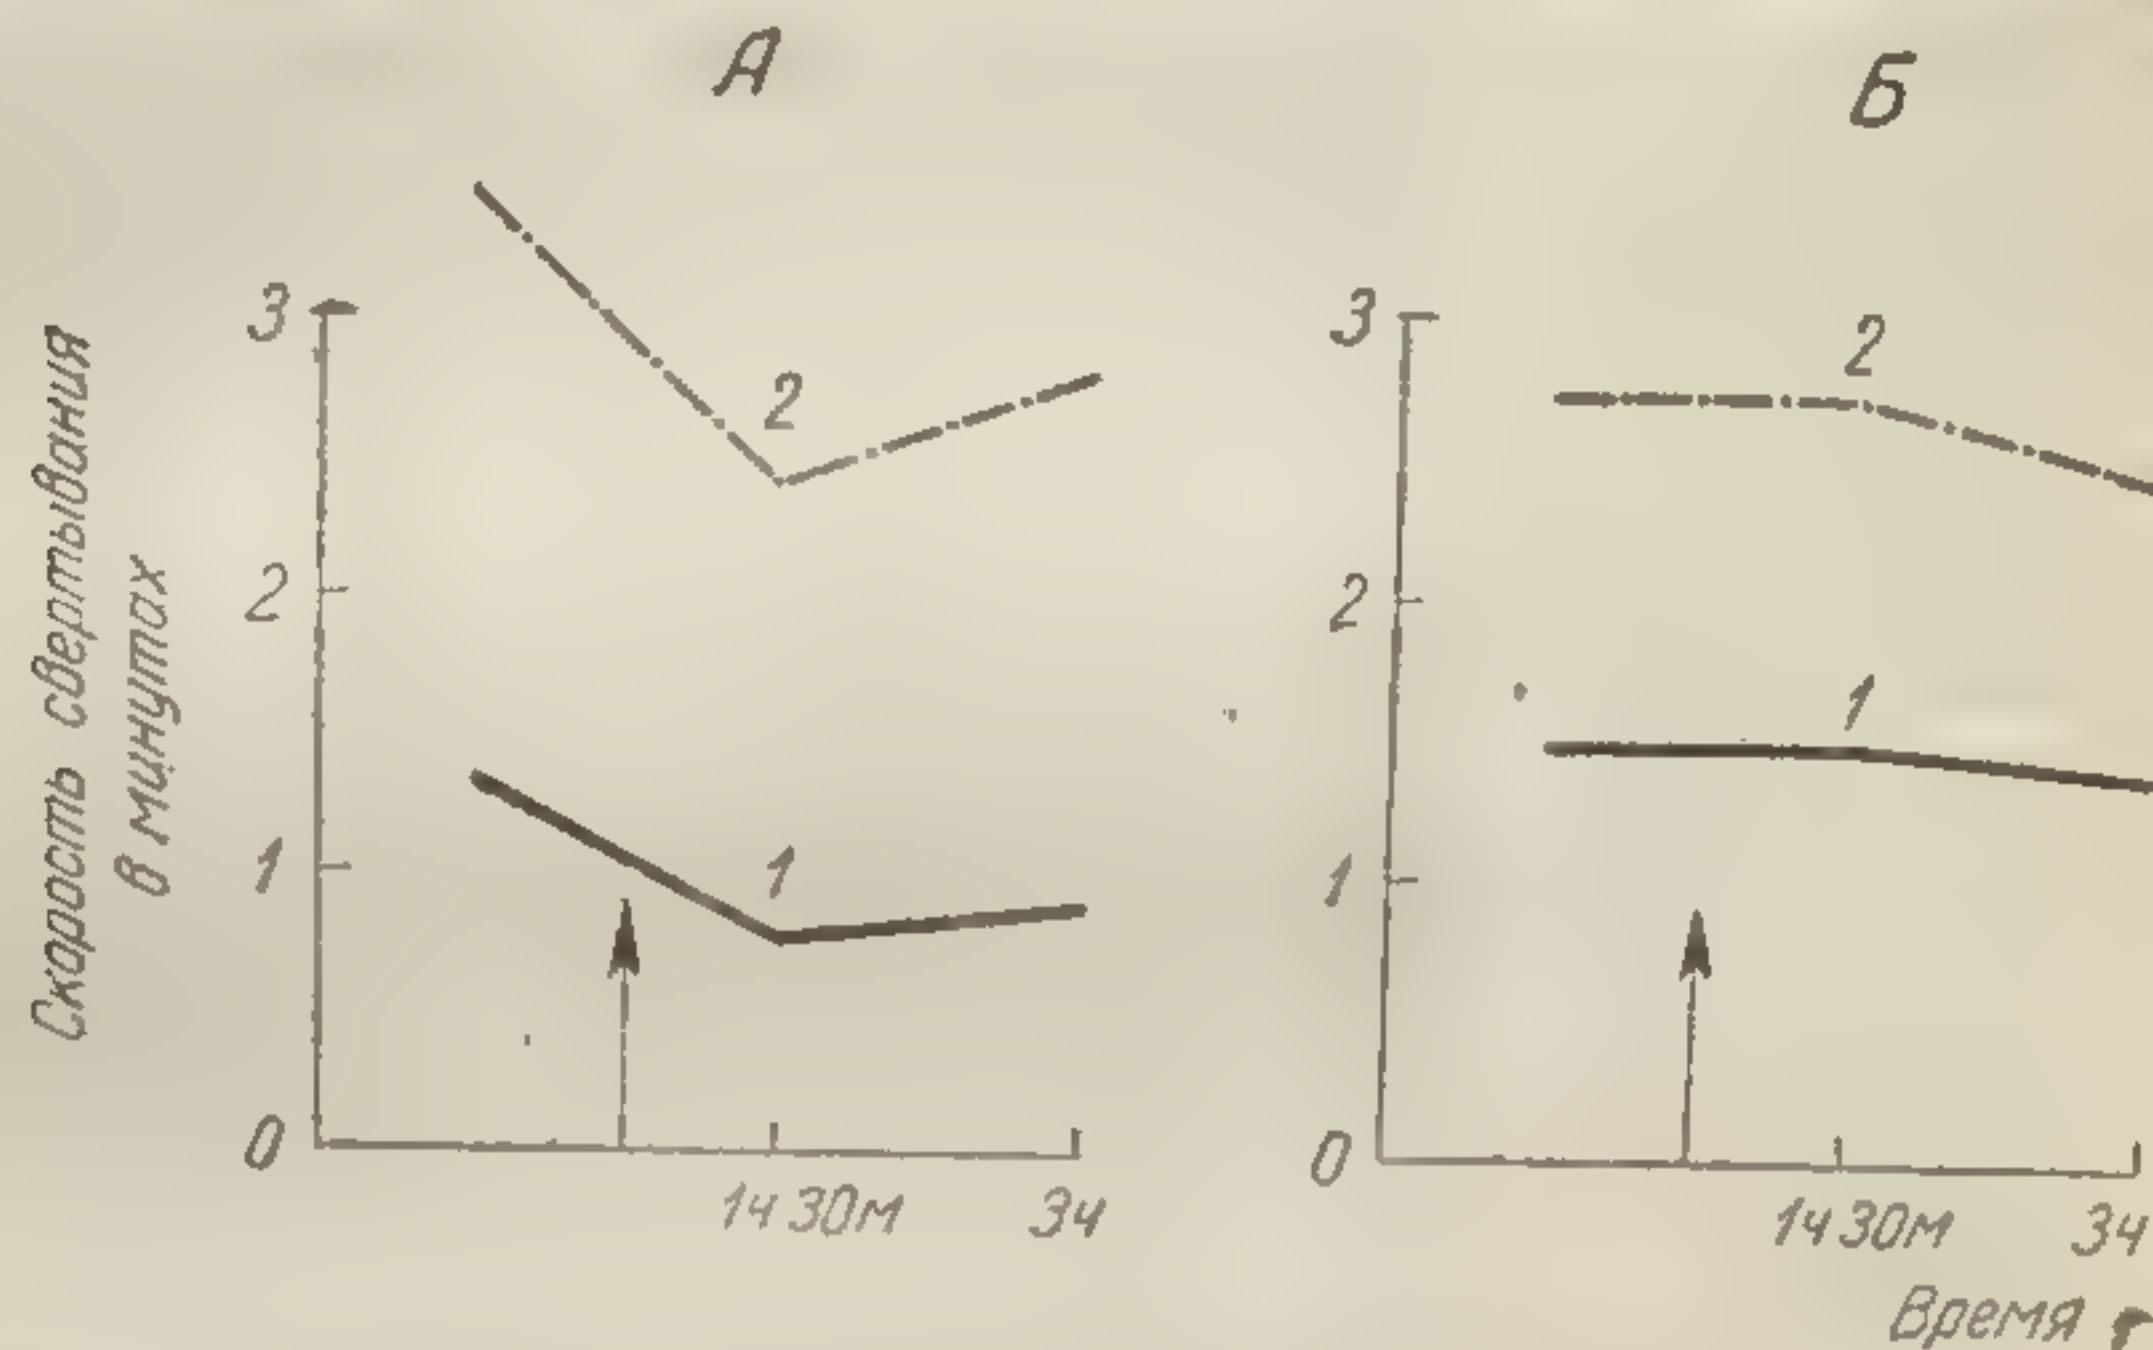 А
Б
Скорость свертывания
в минутах
3
2
1
0
2
1
1ч 30м
3ч
3
2
1
0
2
1
1ч 30м
3ч
Время